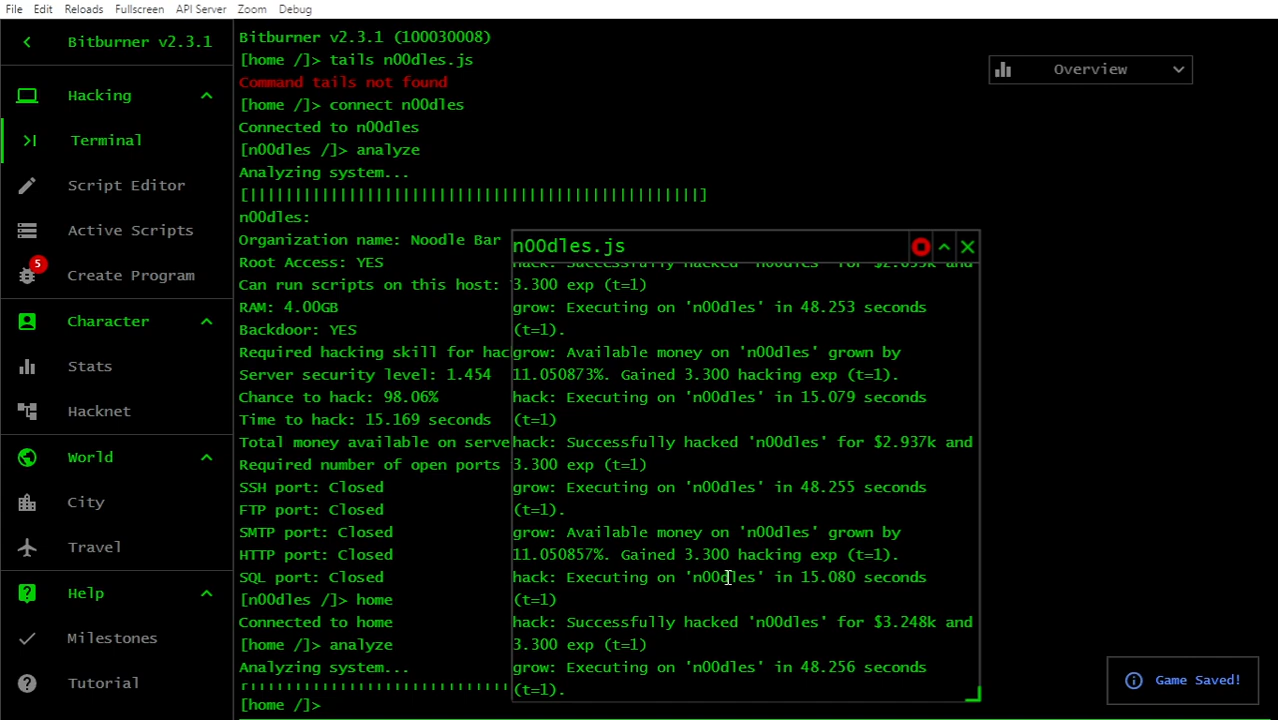 File Edit Reloads Fullscreen API Server Zoom Debug
Bitburner v2.3.1
Hacking
Terminal
Script Editor
Active Scripts
5
Create Program
Character
Stats
Hacknet
World
City
Travel
Help
Milestones
Tutorial
Bitburner v2.3.1 (100030008)
[home /]> tails n00dles.js
Command tails not found
[home /]> connect n00dles
Connected to n00dles
[n00dles /]> analyze
Analyzing system...
[||||||||||||||||||||||||||||||||||||||||||||||||||]
n00dles:
Organization name: Noodle Bar
Root Access: YES
Can run scripts on this host:
RAM: 4.00GB
Backdoor: YES
Required hacking skill for hac
Server security level: 1.454
Chance to hack: 98.06%
Time to hack: 15.169 seconds
Total money available on serve
Required number of open ports
SSH port: Closed
FTP port: Closed
SMTP port: Closed
HTTP port: Closed
SQL port: Closed
[n00dles /]> home
Connected to home
[home /]> analyze
Analyzing system...
[home /]>
n00dles.js
hack: Successfully hacked 'n00dles' for and
3.300 exp (t=1)
grow: Executing on 'n00dles' in 48.253 seconds
(t=1).
grow: Available money on 'n00dles' grown by
11.050873%. Gained 3.300 hacking exp (t=1).
hack: Executing on 'n00dles' in 15.079 seconds
(t=1)
hack: Successfully hacked 'n00dles' for $2.937k and
3.300 exp (t=1)
grow: Executing on 'n00dles' in 48.255 seconds
(t=1).
grow: Available money on 'n00dles' grown by
11.050857%. Gained 3.300 hacking exp (t=1).
hack: Executing on 'n00dles' in 15.080 seconds
(t=1)
hack: Successfully hacked 'n00dles' for $3.248k and
3.300 exp (t=1)
grow: Executing on 'n00dles' in 48.256 seconds
(t=1).
Overview
Game Saved!